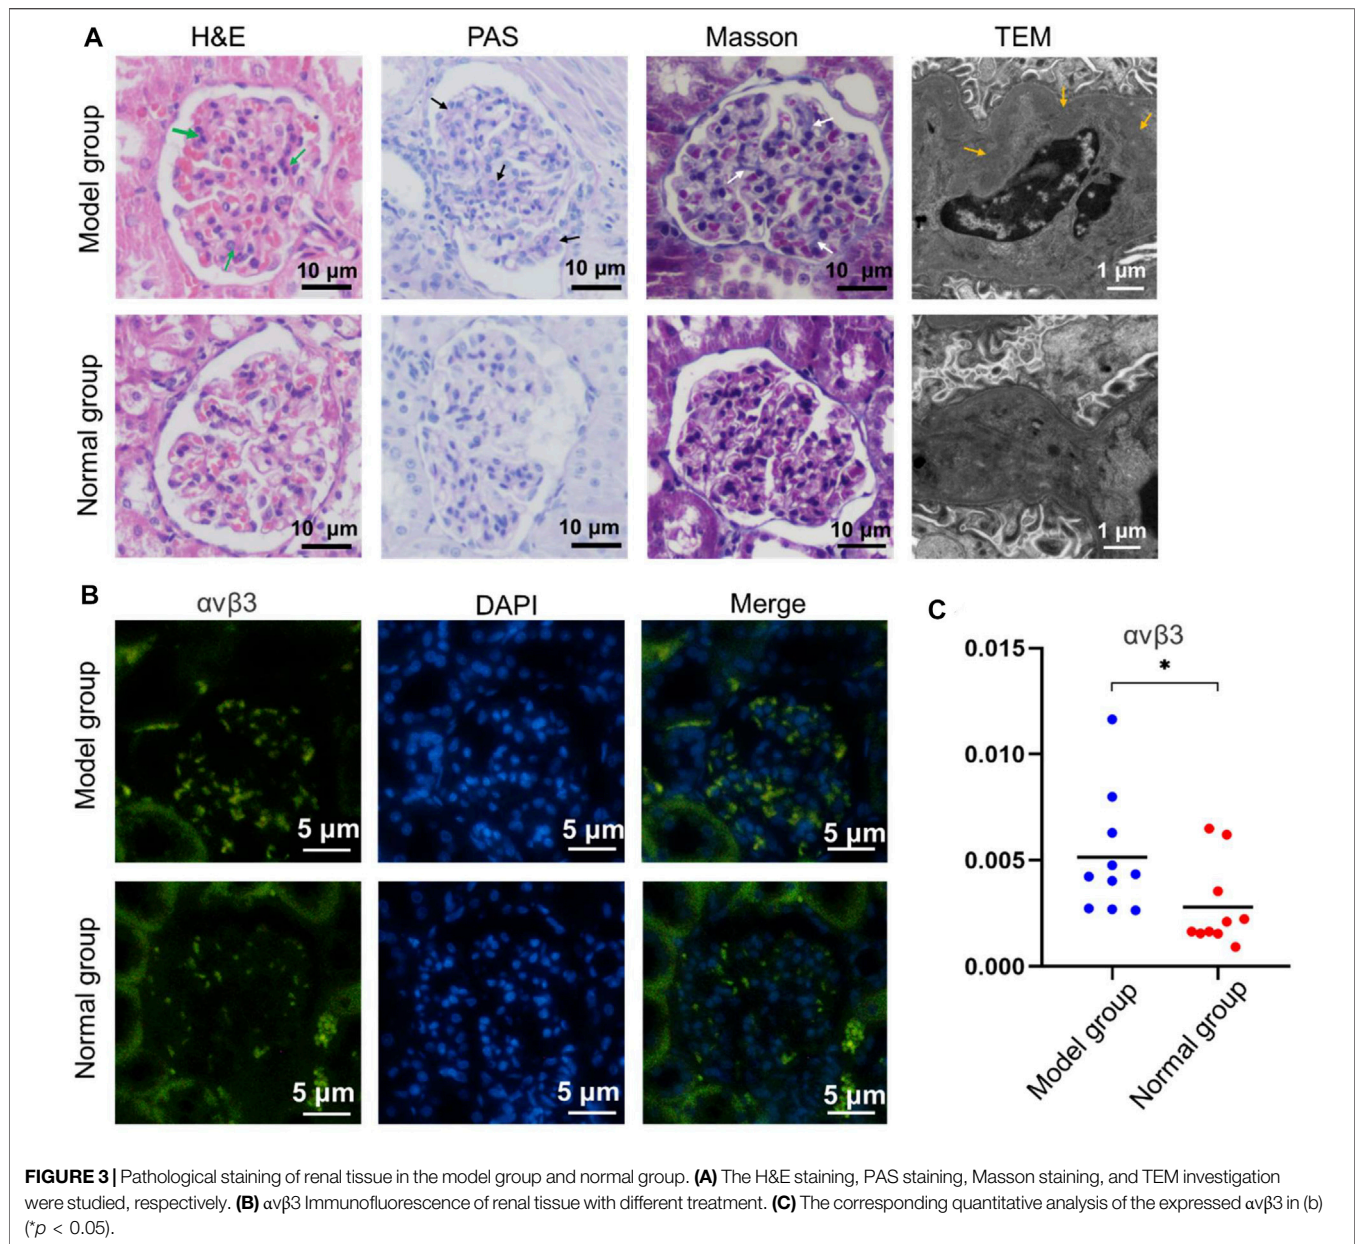 A
H&E
PAS
Masson
TEM
Model group
10 μm
10 μm
10 μm
1 μm
Normal group
10 μm
10 μm
10 μm
1 μm
B
αvβ3
DAPI
Merge
Model group
5 μm
5 μm
5 μm
Normal group
5 μm
5 μm
5 μm
C
αvβ3
*
0.015
0.010
0.005
0.000
Model group
Normal group
FIGURE 3 | Pathological staining of renal tissue in the model group and normal group. (A) The H&E staining, PAS staining, Masson staining, and TEM investigation
were studied, respectively. (B) αvβ3 Immunofluorescence of renal tissue with different treatment. (C) The corresponding quantitative analysis of the expressed αvβ3 in (b)
(*p < 0.05).